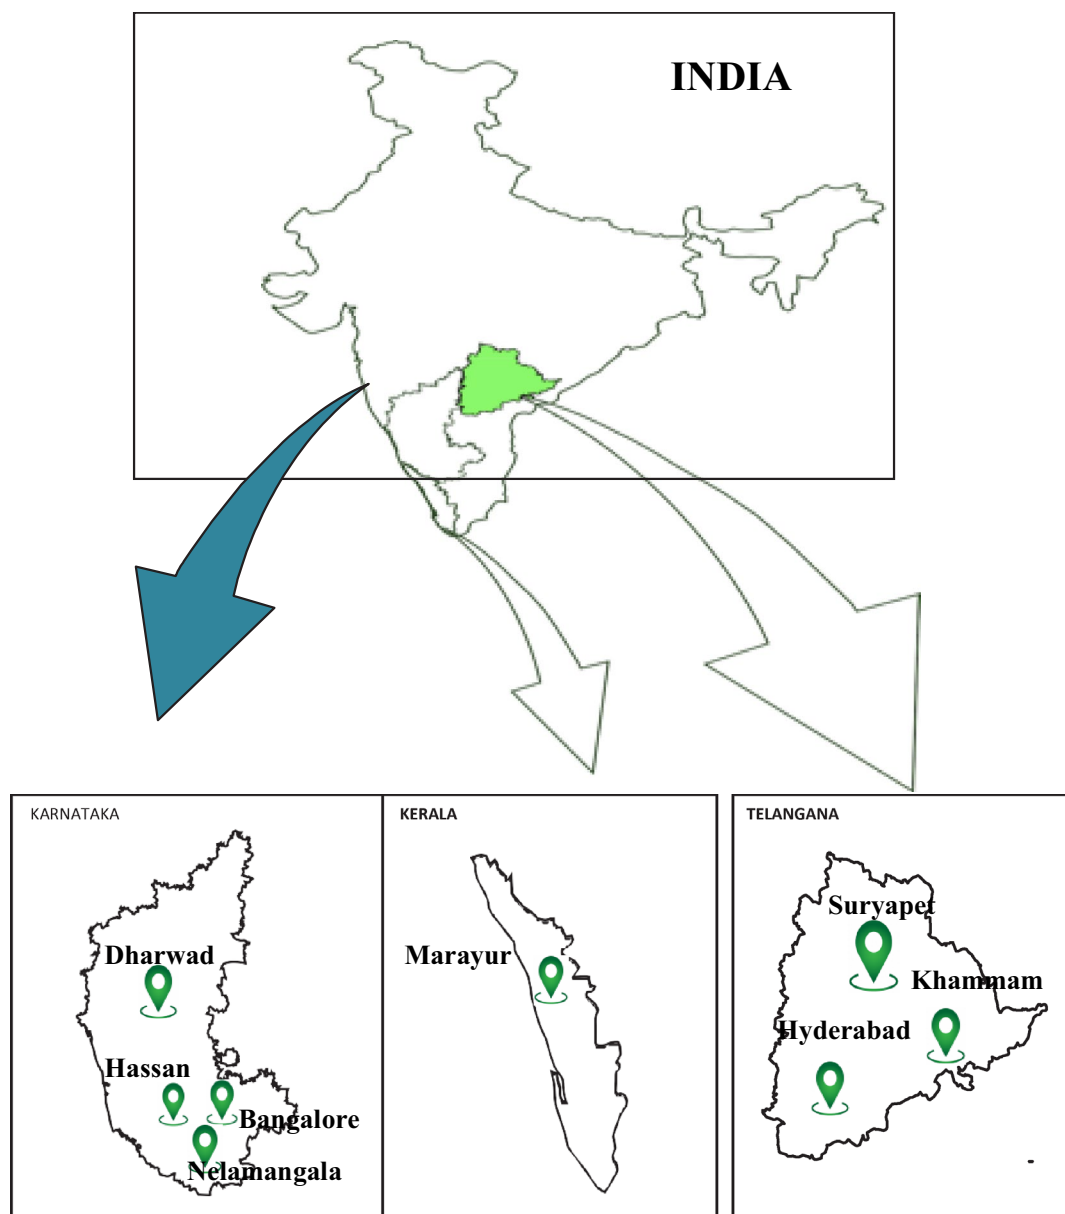 INDIA
KARNATAKA
Dharwad
Hassan
Bangalore
Nelamangala
KERALA
Marayur
TELANGANA
Suryapet
Khammam
Hyderabad